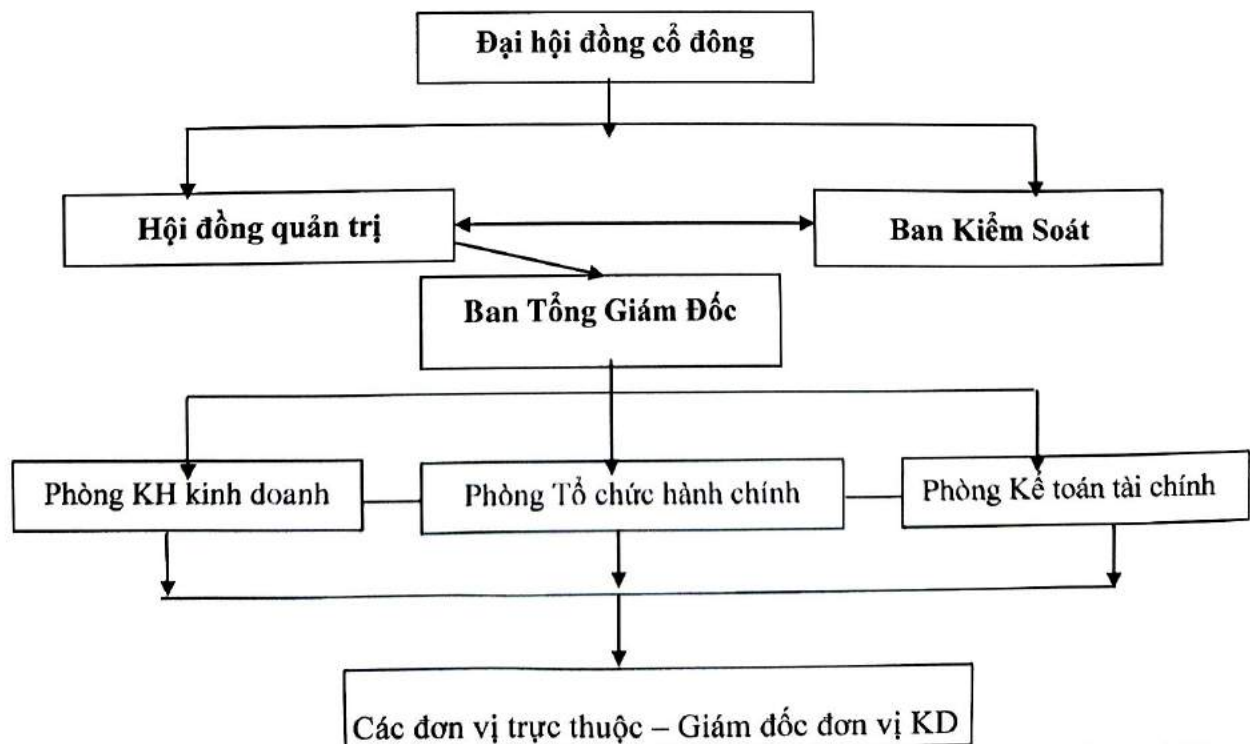 Đại hội đồng cổ đông
Hội đồng quản trị
Ban Kiểm Soát
Ban Tổng Giám Đốc
Phòng KH kinh doanh
Phòng Tổ chức hành chính
Phòng Kế toán tài chính
Các đơn vị trực thuộc – Giám đốc đơn vị KD